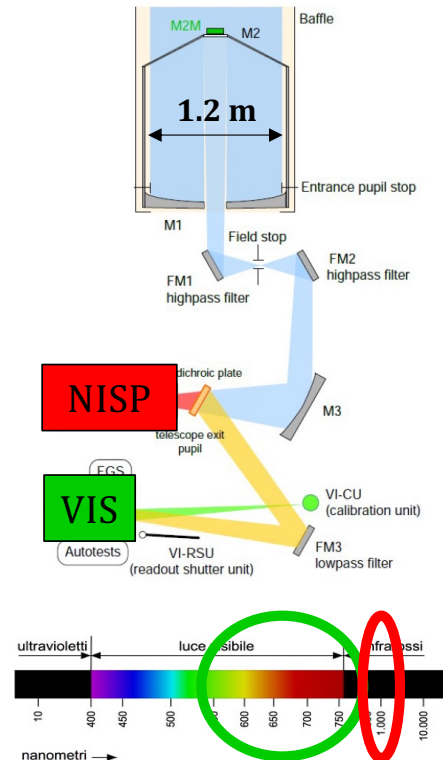 Baffle
M2M
M2
1.2 m
Entrance pupil stop
M1
Field stop
FM1
highpass filter
FM2
highpass filter
dichroic plate
NISP
M3
telescope exit
pupil
FGS
VIS
VI-CU
(calibration unit)
Autotests
VI-RSU
(readout shutter unit)
FM3
lowpass filter
ultravioletti
luce visibile
infrarossi
10
400
450
500
600
650
700
750
1.000
10.000
nanometri